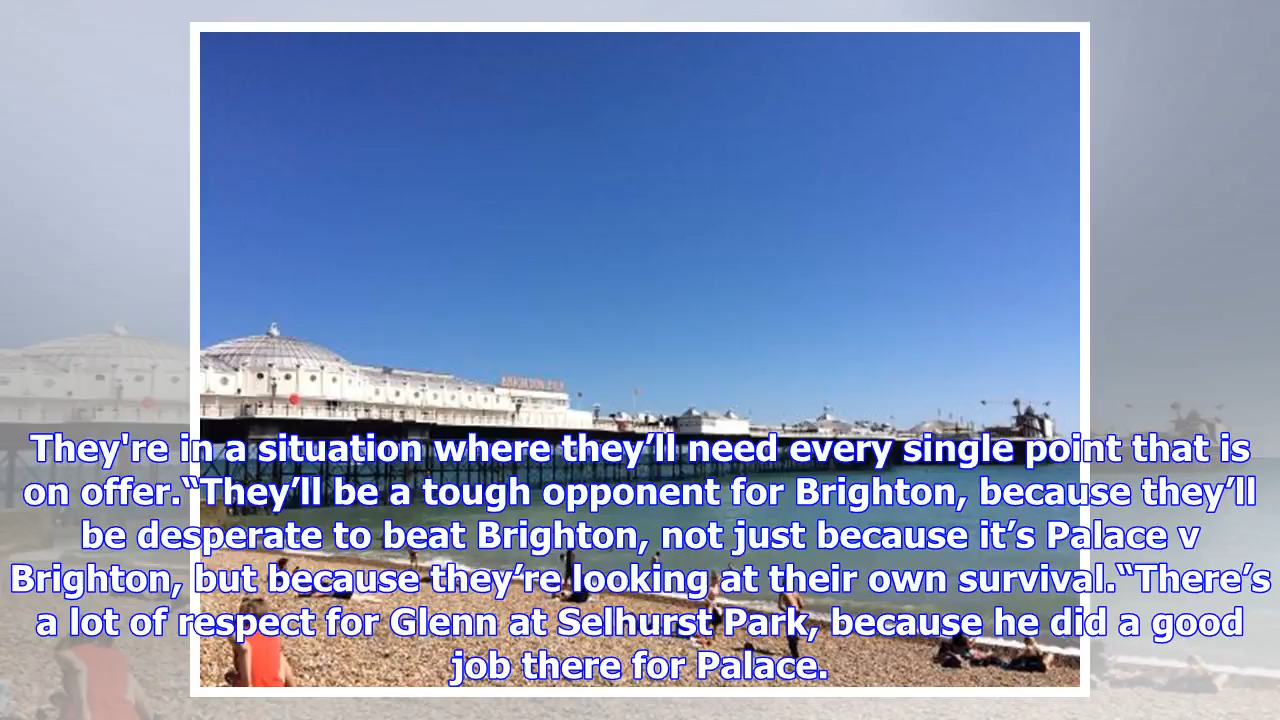 BRIGHTON PIER
They're in a situation where they’ll need every single point that is
on offer.“They’ll be a tough opponent for Brighton, because they’ll
be desperate to beat Brighton, not just because it’s Palace v
Brighton, but because they’re looking at their own survival.“There’s
a lot of respect for Glenn at Selhurst Park, because he did a good
job there for Palace.